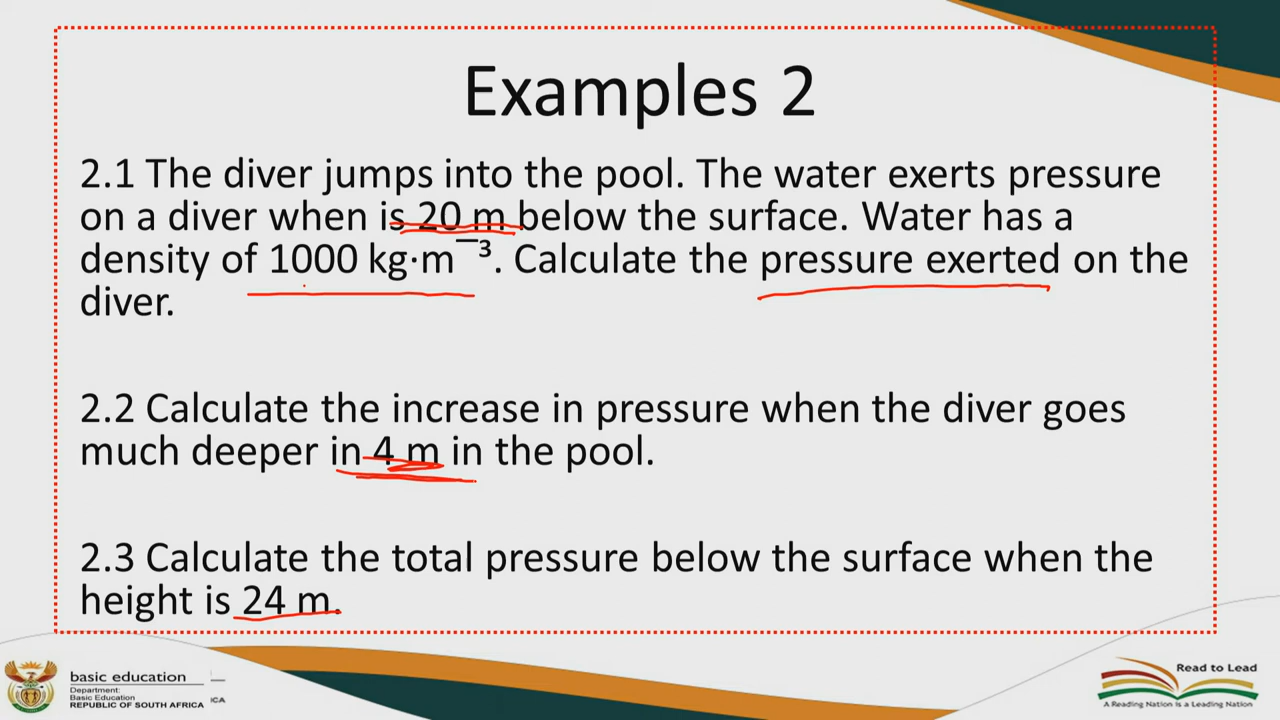 Examples 2
2.1 The diver jumps into the pool. The water exerts pressure
on a diver when is 20 m below the surface. Water has a
density of 1000 kg·m⁻³. Calculate the pressure exerted on the
diver.
2.2 Calculate the increase in pressure when the diver goes
much deeper in 4 m in the pool.
2.3 Calculate the total pressure below the surface when the
height is 24 m.
basic education
Department:
Basic Education
REPUBLIC OF SOUTH AFRICA
ICA
Read to Lead
A Reading Nation is a Leading Nation